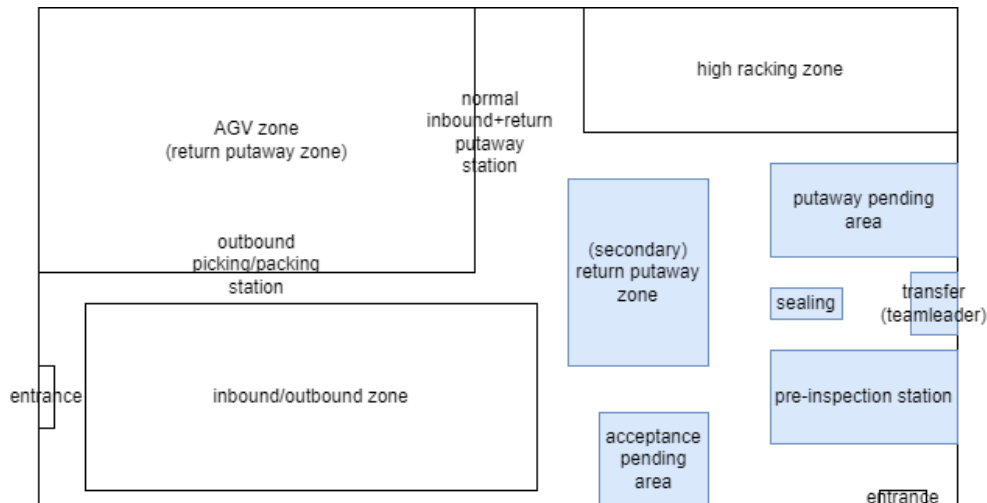 high racking zone
normal
inbound+return
putaway
station
AGV zone
(return putaway zone)
putaway pending
area
outbound
picking/packing
station
(secondary)
return putaway
zone
sealing
transfer
(teamleader)
entrance
inbound/outbound zone
pre-inspection station
acceptance
pending
area
entrance